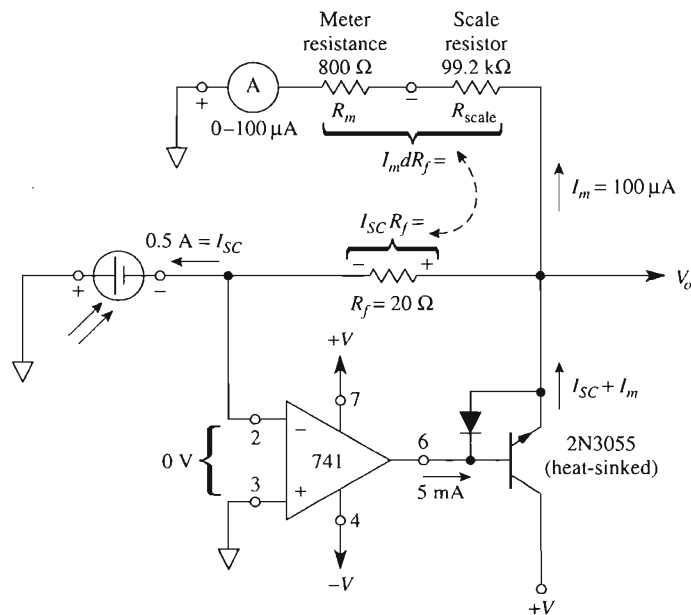 Meter
resistance
800 Ω
Scale
resistor
99.2 kΩ
+
A
−
0–100 μA
R_m
R_scale
I_m dR_f =
I_m = 100 μA
I_SC R_f =
0.5 A = I_SC
− +
V_o
+ −
R_f = 20 Ω
+V
7
I_SC + I_m
2
−
6
2N3055
(heat-sinked)
0 V
741
3
+
5 mA
4
−V
+V